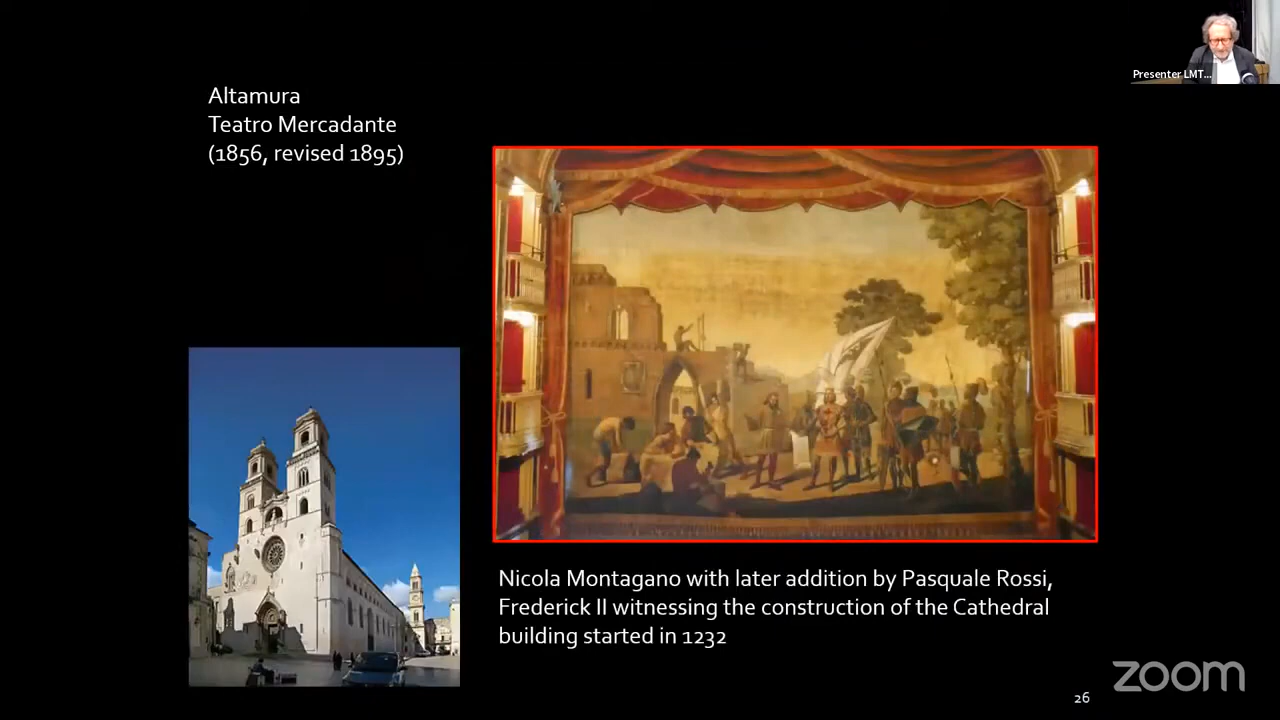 Altamura
Teatro Mercadante
(1856, revised 1895)
Presenter LMT...
Nicola Montagano with later addition by Pasquale Rossi,
Frederick II witnessing the construction of the Cathedral
building started in 1232
zoom
26